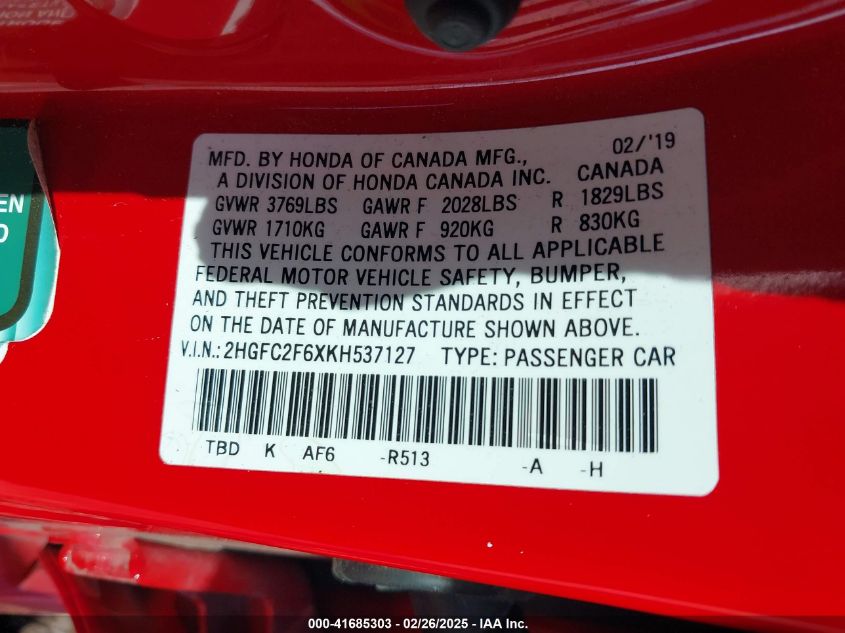 02/'19
MFD. BY HONDA OF CANADA MFG.,
A DIVISION OF HONDA CANADA INC. CANADA
GVWR 3769LBS GAWR F 2028LBS R 1829LBS
GVWR 1710KG GAWR F 920KG R 830KG
THIS VEHICLE CONFORMS TO ALL APPLICABLE
FEDERAL MOTOR VEHICLE SAFETY, BUMPER,
AND THEFT PREVENTION STANDARDS IN EFFECT
ON THE DATE OF MANUFACTURE SHOWN ABOVE.
V.I.N.: 2HGFC2F6XKH537127 TYPE: PASSENGER CAR
TBD K AF6 -R513 -A -H
EN
000-41685303 - 02/26/2025 - IAA Inc.